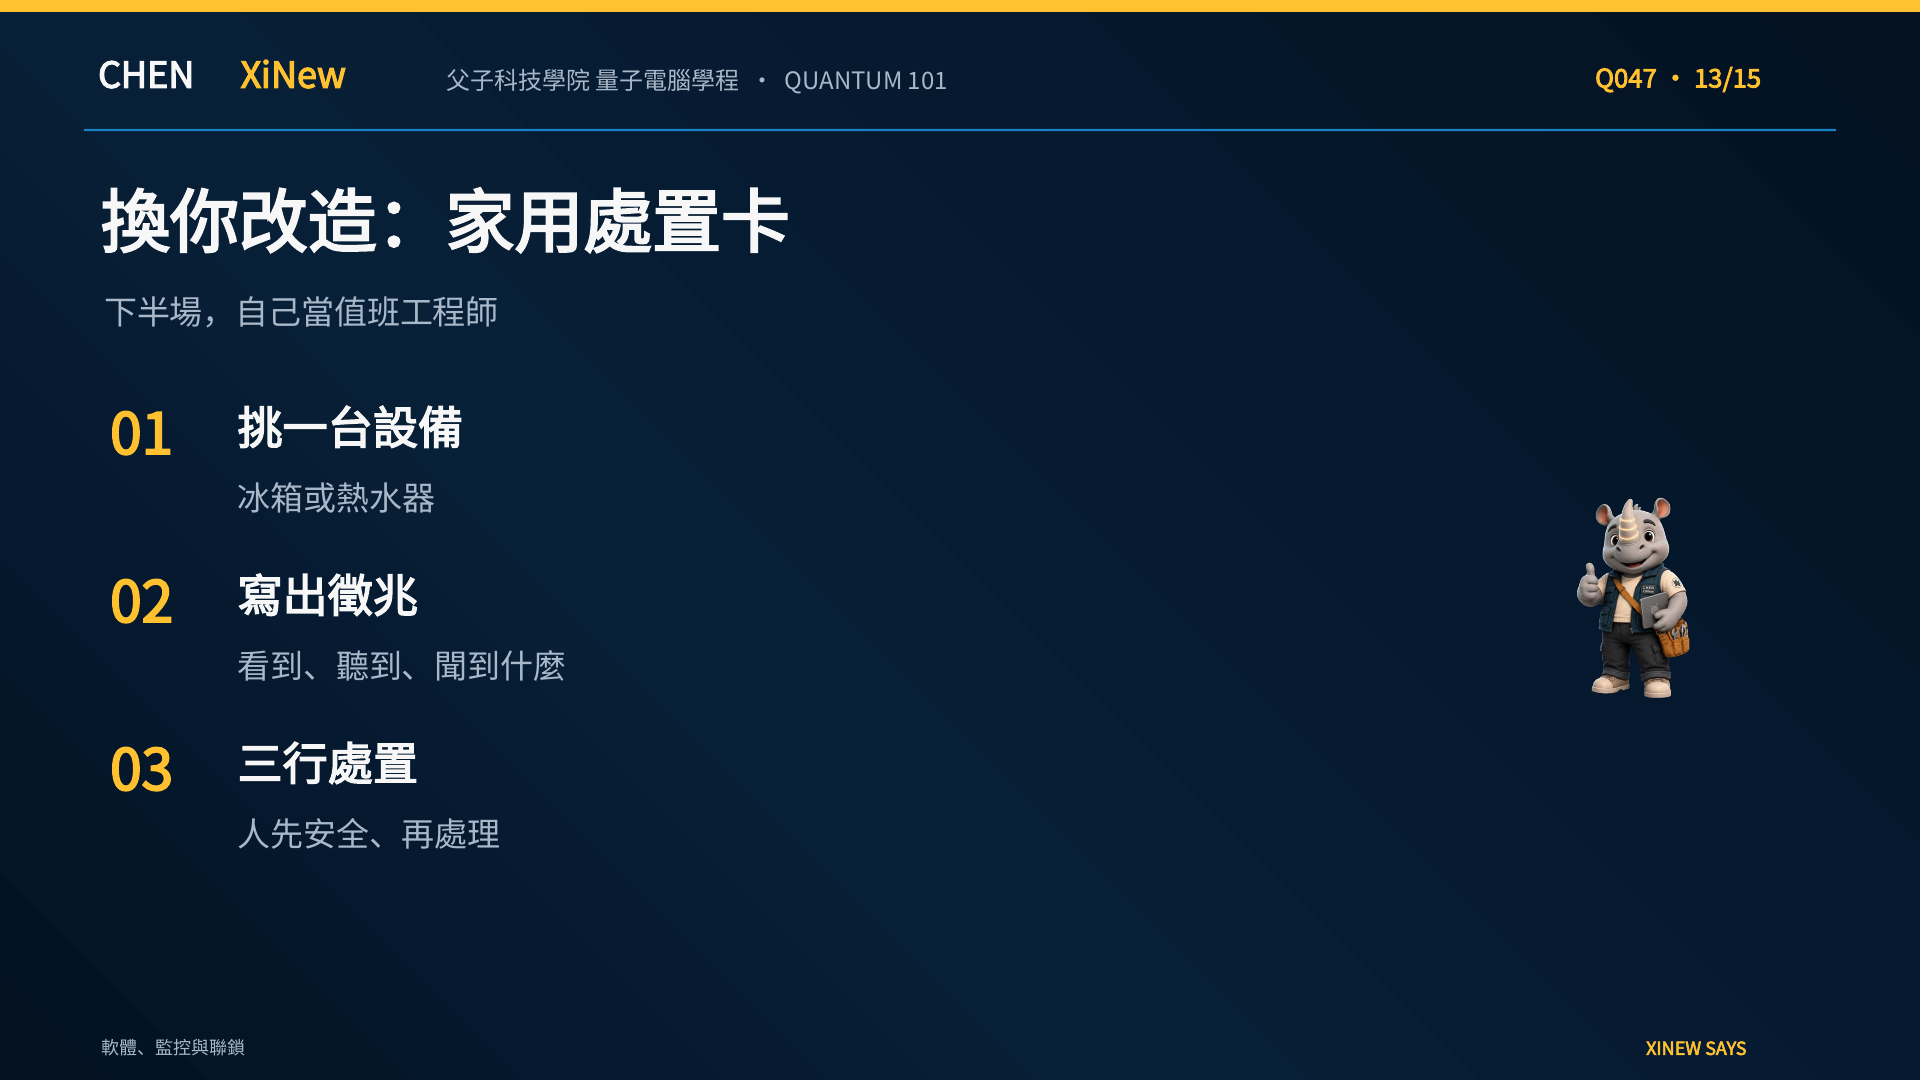 CHEN XiNew 父子科技學院 量子電腦學程 • QUANTUM 101 Q047 • 13/15
換你改造：家用處置卡
下半場，自己當值班工程師
01 挑一台設備
冰箱或熱水器
02 寫出徵兆
看到、聽到、聞到什麼
03 三行處置
人先安全、再處理
軟體、監控與聯鎖 XINEW SAYS